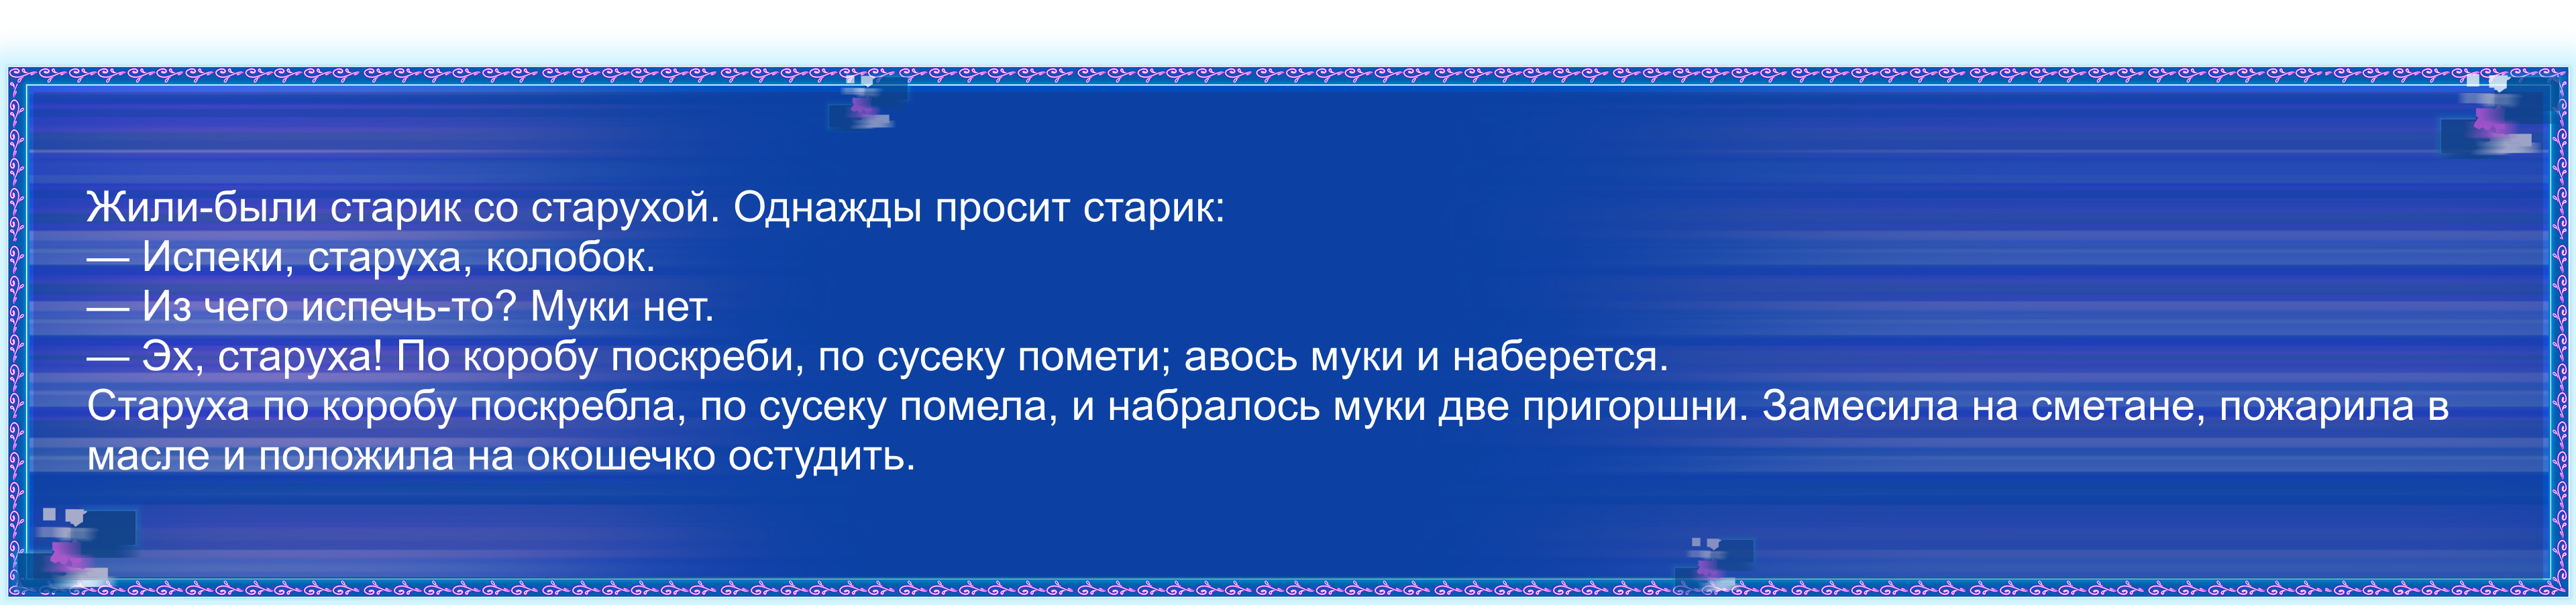 Жили-были старик со старухой. Однажды просит старик:
— Испеки, старуха, колобок.
— Из чего испечь-то? Муки нет.
— Эх, старуха! По коробу поскреби, по сусеку помети; авось муки и наберется.
Старуха по коробу поскребла, по сусеку помела, и набралось муки две пригоршни. Замесила на сметане, пожарила в
масле и положила на окошечко остудить.